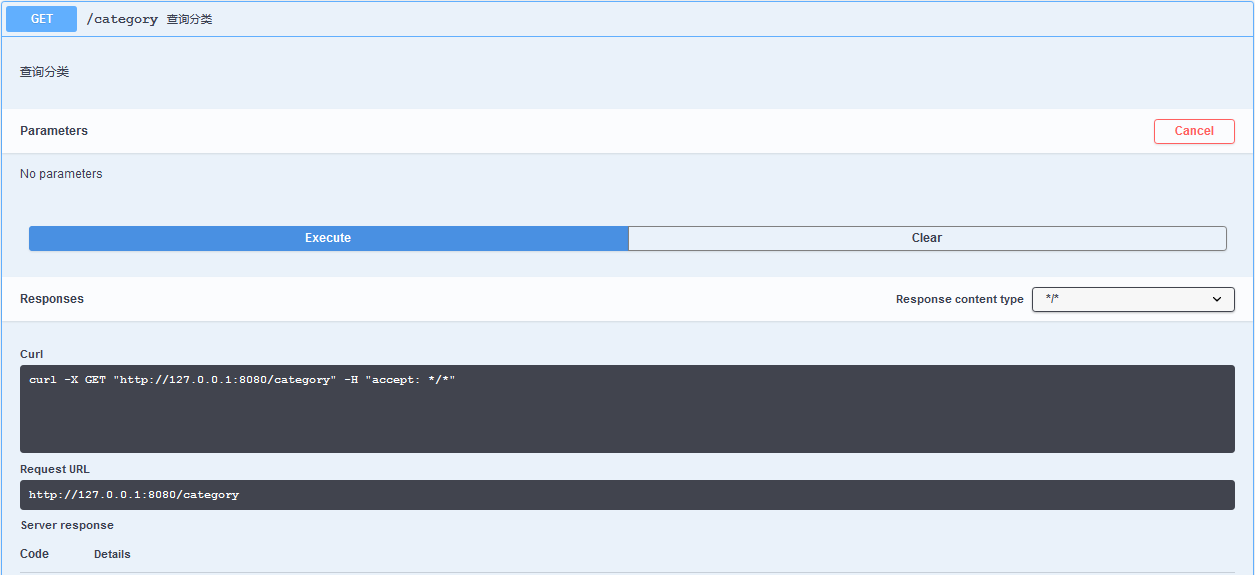 GET /category 查询分类
查询分类
Parameters Cancel
No parameters
Execute Clear
Responses Response content type */*
Curl
curl -X GET "http://127.0.0.1:8080/category" -H "accept: */*"
Request URL
http://127.0.0.1:8080/category
Server response
Code Details